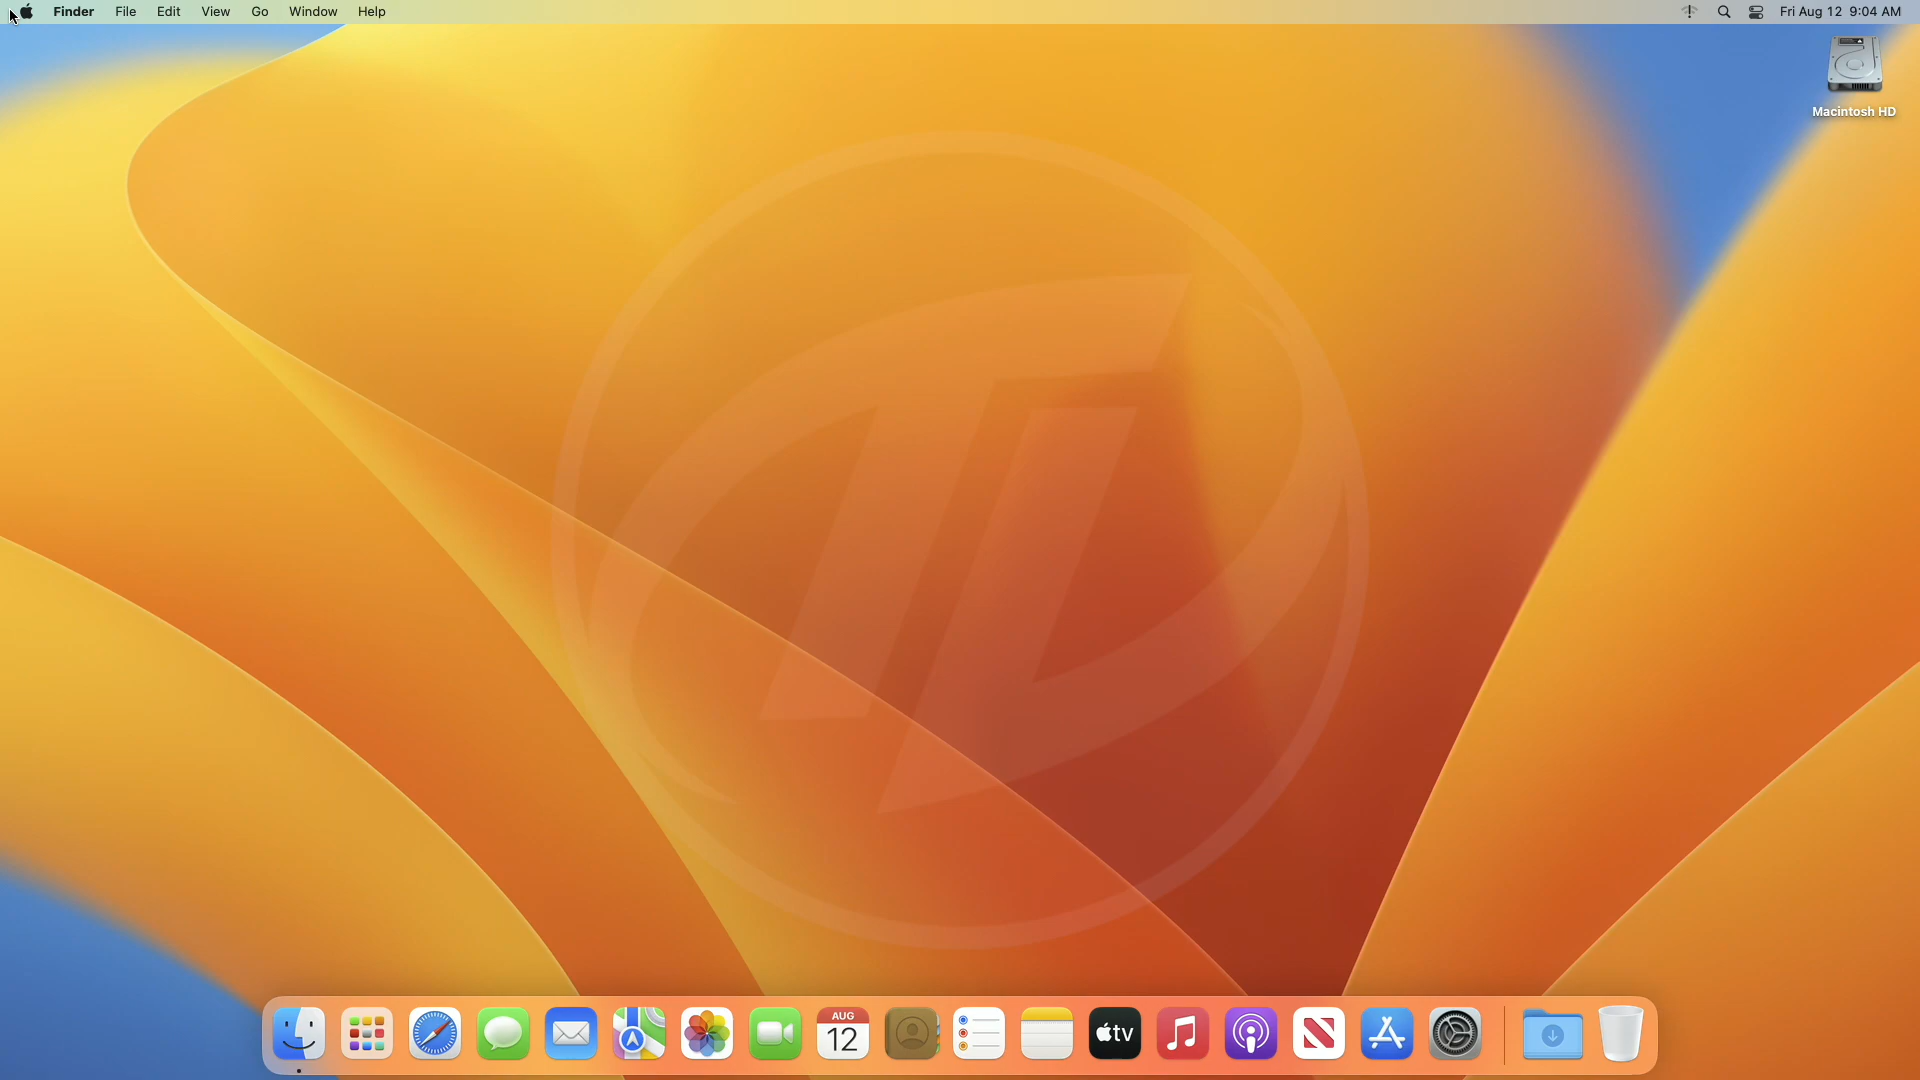 Finder File Edit View Go Window Help
Fri Aug 12 9:04 AM
Macintosh HD
AUG
12
tv